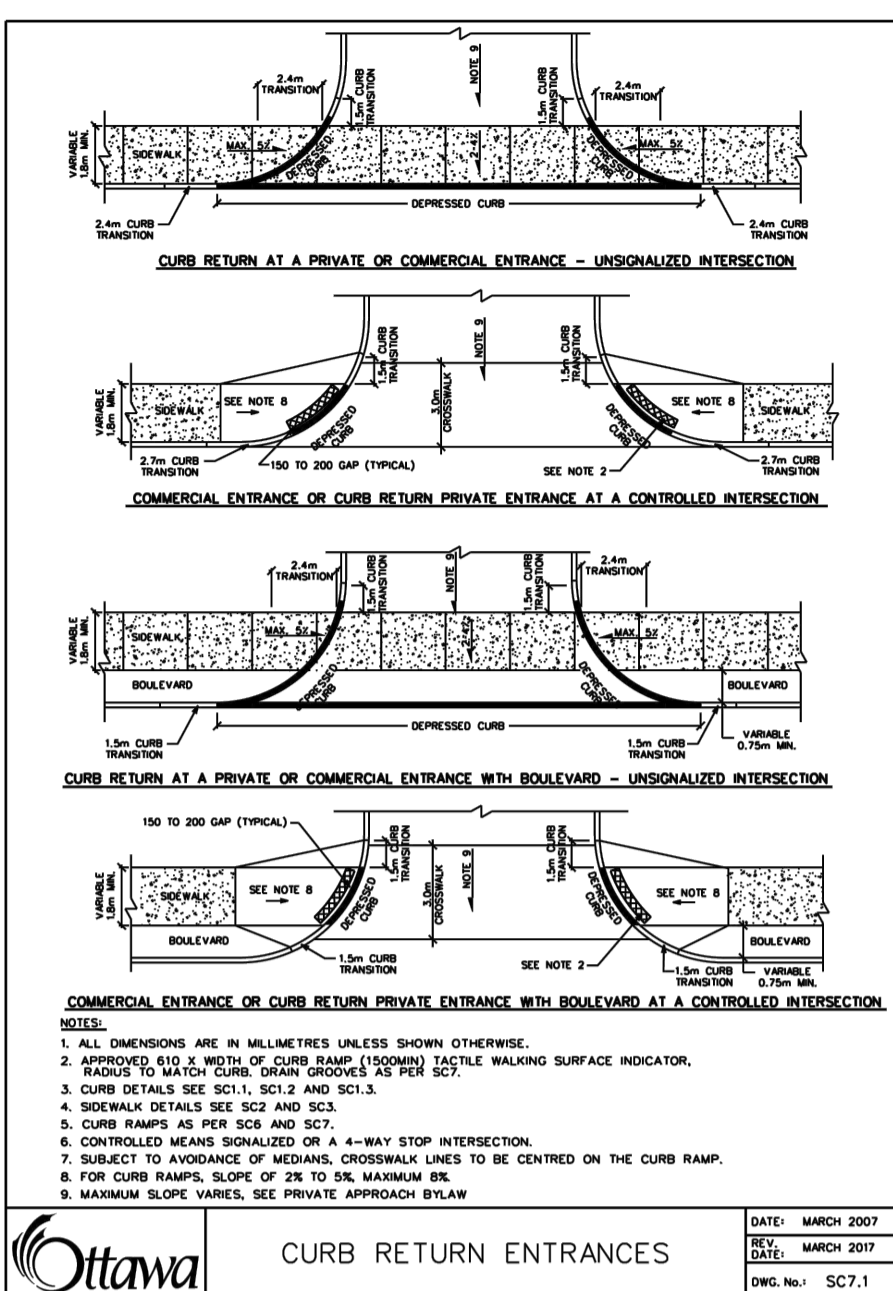 2.4m
TRANSITION
1.5m CURB
TRANSITION
NOTE 9
2.4m
TRANSITION
1.5m CURB
TRANSITION
VARIABLE
1.8m MIN.
SIDEWALK
MAX. 5%
DEPRESSED
CURB
2-4%
DEPRESSED
CURB
MAX. 5%
DEPRESSED CURB
2.4m CURB
TRANSITION
2.4m CURB
TRANSITION
CURB RETURN AT A PRIVATE OR COMMERCIAL ENTRANCE - UNSIGNALIZED INTERSECTION
VARIABLE
1.8m MIN.
SIDEWALK
SEE NOTE 8
1.5m CURB
TRANSITION
3.0m
CROSSWALK
NOTE 9
1.5m CURB
TRANSITION
SEE NOTE 8
SIDEWALK
DEPRESSED
CURB
DEPRESSED
CURB
2.7m CURB
TRANSITION
150 TO 200 GAP (TYPICAL)
SEE NOTE 2
2.7m CURB
TRANSITION
COMMERCIAL ENTRANCE OR CURB RETURN PRIVATE ENTRANCE AT A CONTROLLED INTERSECTION
2.4m
TRANSITION
1.5m CURB
TRANSITION
NOTE 9
1.5m CURB
TRANSITION
2.4m
TRANSITION
VARIABLE
1.8m MIN.
SIDEWALK
MAX. 5%
2-4%
MAX. 5%
BOULEVARD
DEPRESSED
CURB
DEPRESSED
CURB
BOULEVARD
DEPRESSED CURB
1.5m CURB
TRANSITION
1.5m CURB
TRANSITION
VARIABLE
0.75m MIN.
CURB RETURN AT A PRIVATE OR COMMERCIAL ENTRANCE WITH BOULEVARD - UNSIGNALIZED INTERSECTION
150 TO 200 GAP (TYPICAL)
VARIABLE
1.8m MIN.
SIDEWALK
SEE NOTE 8
1.5m CURB
TRANSITION
3.0m
CROSSWALK
NOTE 9
1.5m CURB
TRANSITION
SEE NOTE 8
SIDEWALK
DEPRESSED
CURB
DEPRESSED
CURB
BOULEVARD
BOULEVARD
1.5m CURB
TRANSITION
SEE NOTE 2
1.5m CURB
TRANSITION
VARIABLE
0.75m MIN.
COMMERCIAL ENTRANCE OR CURB RETURN PRIVATE ENTRANCE WITH BOULEVARD AT A CONTROLLED INTERSECTION
NOTES:
1. ALL DIMENSIONS ARE IN MILLIMETRES UNLESS SHOWN OTHERWISE.
2. APPROVED 610 X WIDTH OF CURB RAMP (1500MIN) TACTILE WALKING SURFACE INDICATOR,
RADIUS TO MATCH CURB. DRAIN GROOVES AS PER SC7.
3. CURB DETAILS SEE SC1.1, SC1.2 AND SC1.3.
4. SIDEWALK DETAILS SEE SC2 AND SC3.
5. CURB RAMPS AS PER SC6 AND SC7.
6. CONTROLLED MEANS SIGNALIZED OR A 4-WAY STOP INTERSECTION.
7. SUBJECT TO AVOIDANCE OF MEDIANS, CROSSWALK LINES TO BE CENTRED ON THE CURB RAMP.
8. FOR CURB RAMPS, SLOPE OF 2% TO 5%, MAXIMUM 8%.
9. MAXIMUM SLOPE VARIES, SEE PRIVATE APPROACH BYLAW
Ottawa
CURB RETURN ENTRANCES
DATE: MARCH 2007
REV.
DATE: MARCH 2017
DWG. No.: SC7.1